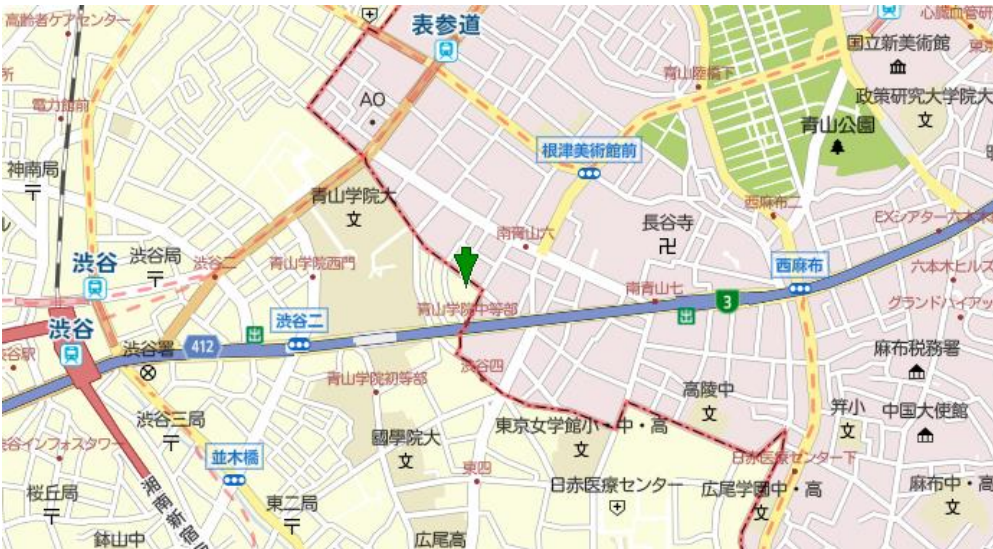 高齢者ケアセンター
表参道
国立新美術館
青山陸橋下
政策研究大学院大
電力館前
AO
青山公園
根津美術館前
神南局
青山学院大
文
西麻布二
長谷寺
EXシアター六本木
南青山六
渋谷局
渋谷二
青山学院西門
渋谷
西麻布
六本木ヒルズ
南青山七
3
青山学院中等部
グランドハイアッ
渋谷二
渋谷
412
渋谷署
麻布税務署
渋谷四
青山学院初等部
高陵中
文
笄小
文
中国大使館
渋谷三局
國學院大
文
東京女学館小・中・高
文
谷インフォスタワー
並木橋
日赤医療センター下
東四
日赤医療センター
広尾学園中・高
文
麻布中・高
文
桜丘局
湘南新宿
東二局
鉢山中
広尾高